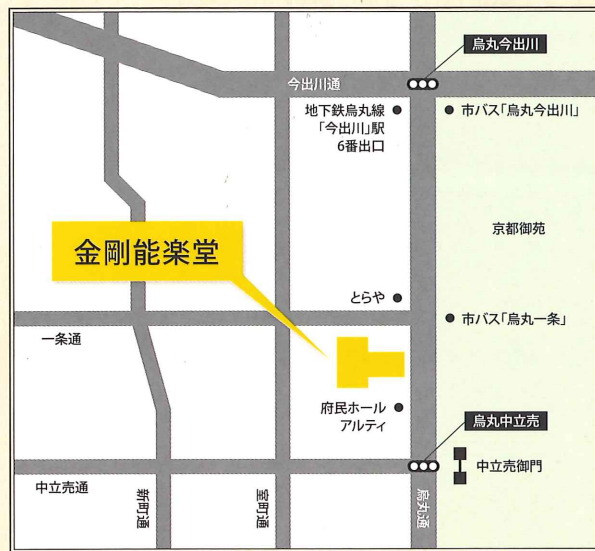 烏丸今出川
今出川通
地下鉄烏丸線
「今出川」駅
6番出口
市バス「烏丸今出川」
京都御苑
金剛能楽堂
とらや
市バス「烏丸一条」
一条通
府民ホール
アルティ
烏丸中立売
中立売御門
中立売通
新町通
室町通
烏丸通